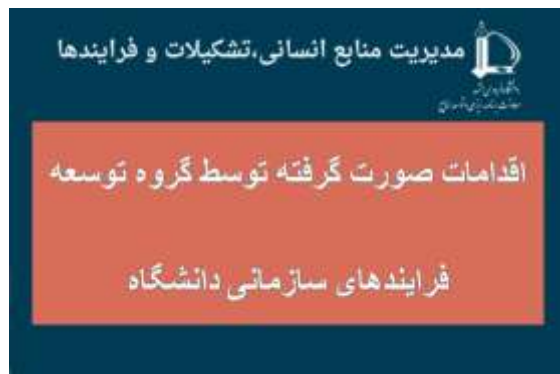 مدیریت منابع انسانی،تشکیلات و فرایندها
اقدامات صورت گرفته توسط گروه توسعه
فرایندهای سازمانی دانشگاه